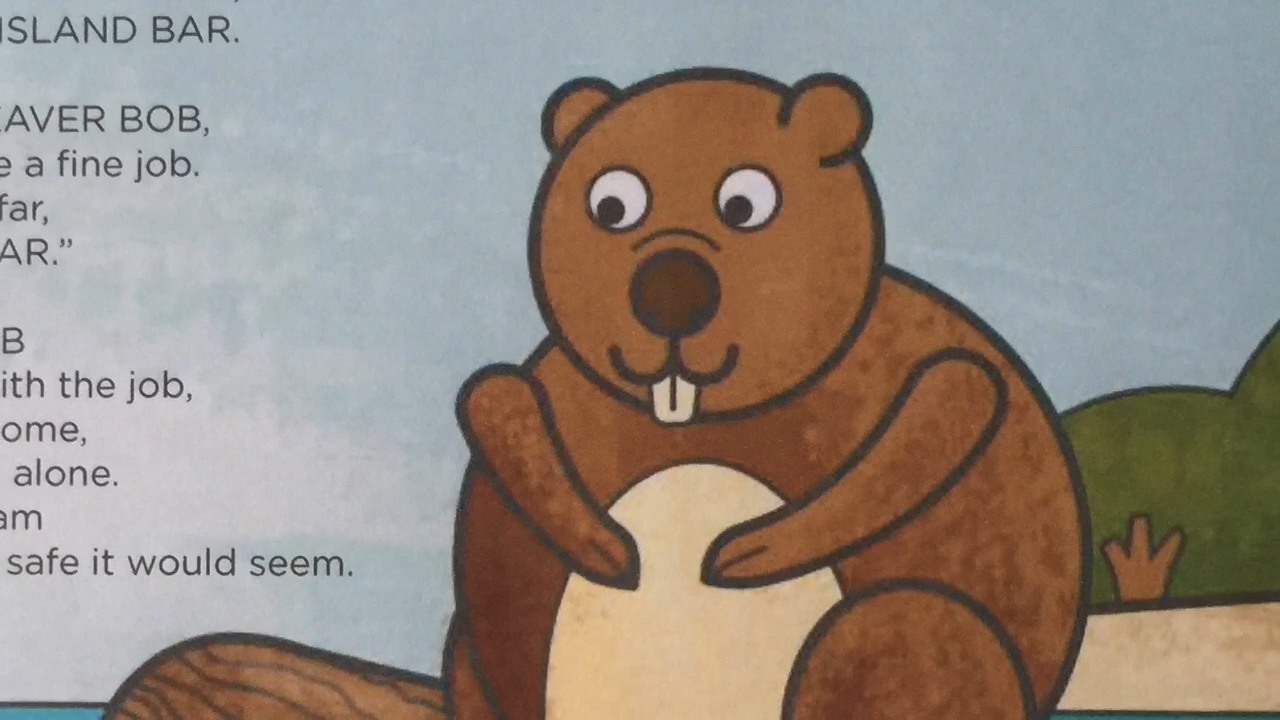 ISLAND BAR.
EAVER BOB,
e a fine job.
far,
AR.”
B
ith the job,
ome,
alone.
am
safe it would seem.